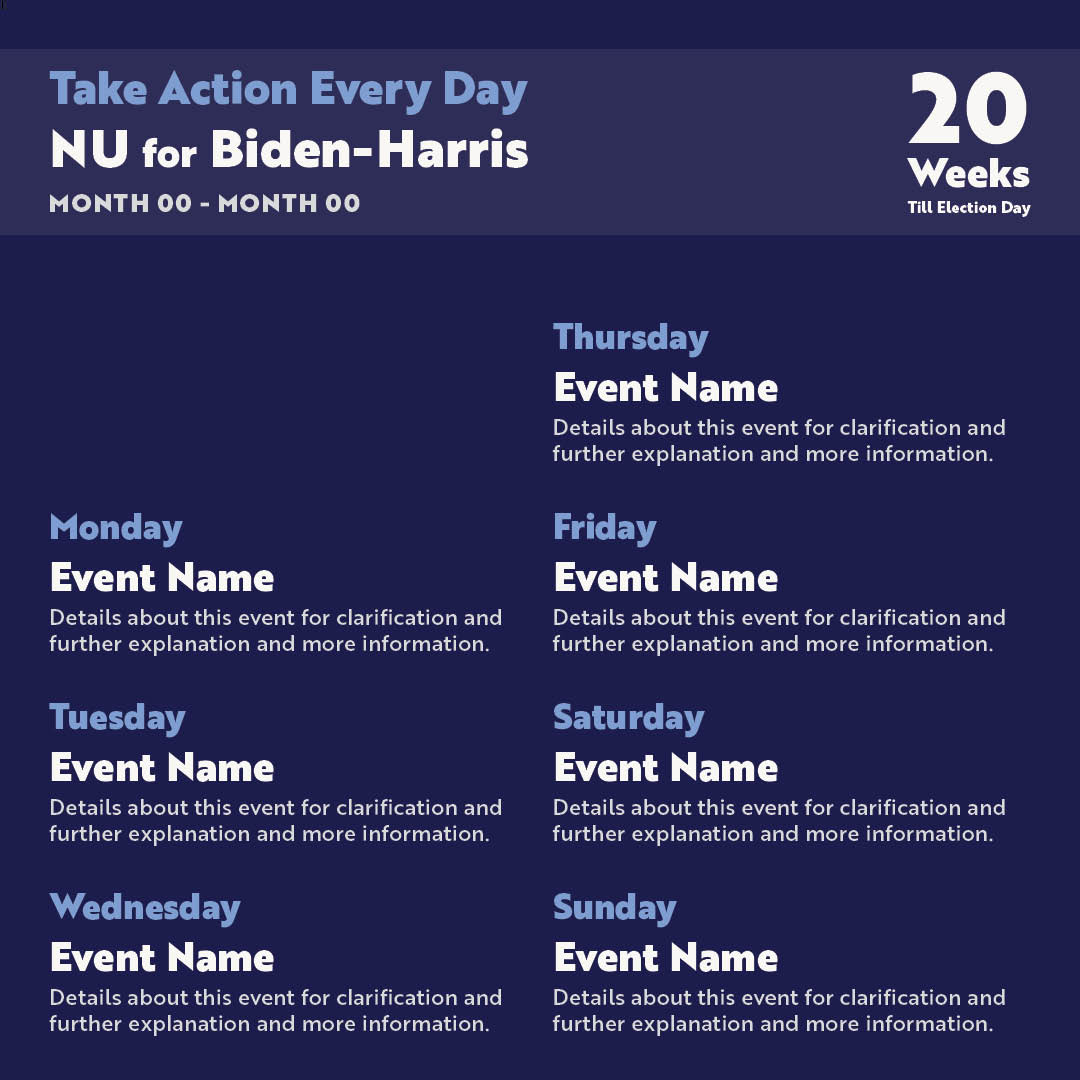 Take Action Every Day
NU for Biden-Harris
MONTH 00 - MONTH 00
20
Weeks
Till Election Day
Monday
Event Name
Details about this event for clarification and
further explanation and more information.
Tuesday
Event Name
Details about this event for clarification and
further explanation and more information.
Wednesday
Event Name
Details about this event for clarification and
further explanation and more information.
Thursday
Event Name
Details about this event for clarification and
further explanation and more information.
Friday
Event Name
Details about this event for clarification and
further explanation and more information.
Saturday
Event Name
Details about this event for clarification and
further explanation and more information.
Sunday
Event Name
Details about this event for clarification and
further explanation and more information.